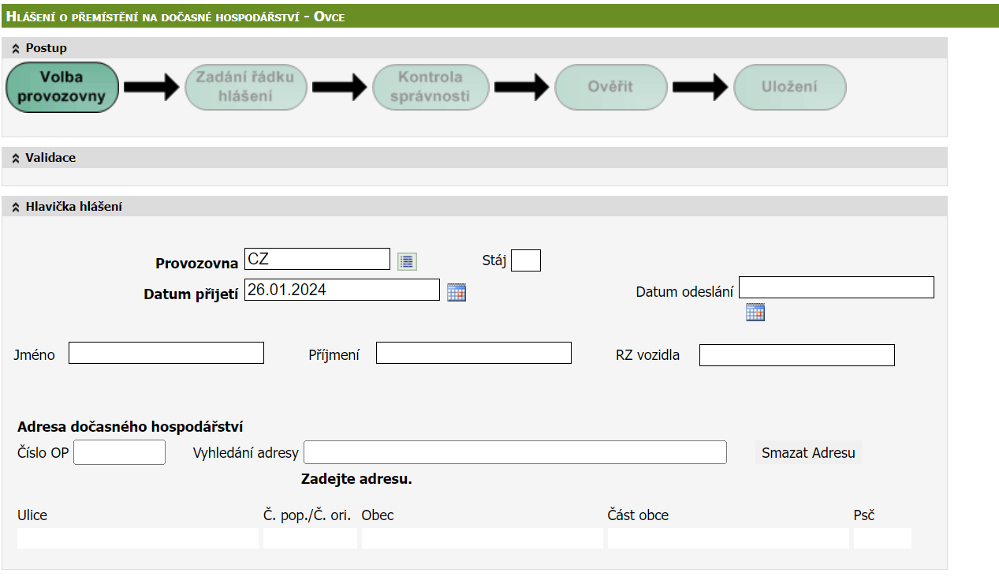 Hlášení o přemístění na dočasné hospodářství - Ovce
Postup
Volba provozovny
Zadání řádku hlášení
Kontrola správnosti
Ověřit
Uložení
Validace
Hlavička hlášení
Provozovna CZ Stáj
Datum přijetí 26.01.2024 Datum odeslání
Jméno Příjmení RZ vozidla
Adresa dočasného hospodářství
Číslo OP Vyhledání adresy Smazat Adresu
Zadejte adresu.
Ulice Č. pop./Č. ori. Obec Část obce Psč